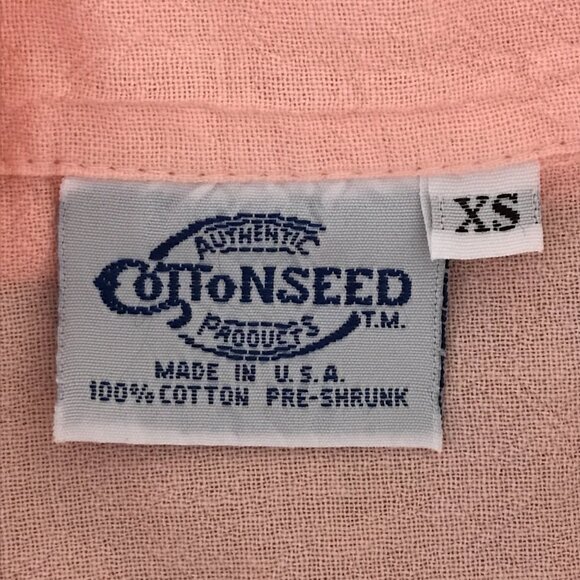 XS
AUTHENTIC
COTTONSEED
PRODUCTS T.M.
MADE IN U.S.A.
100% COTTON PRE-SHRUNK